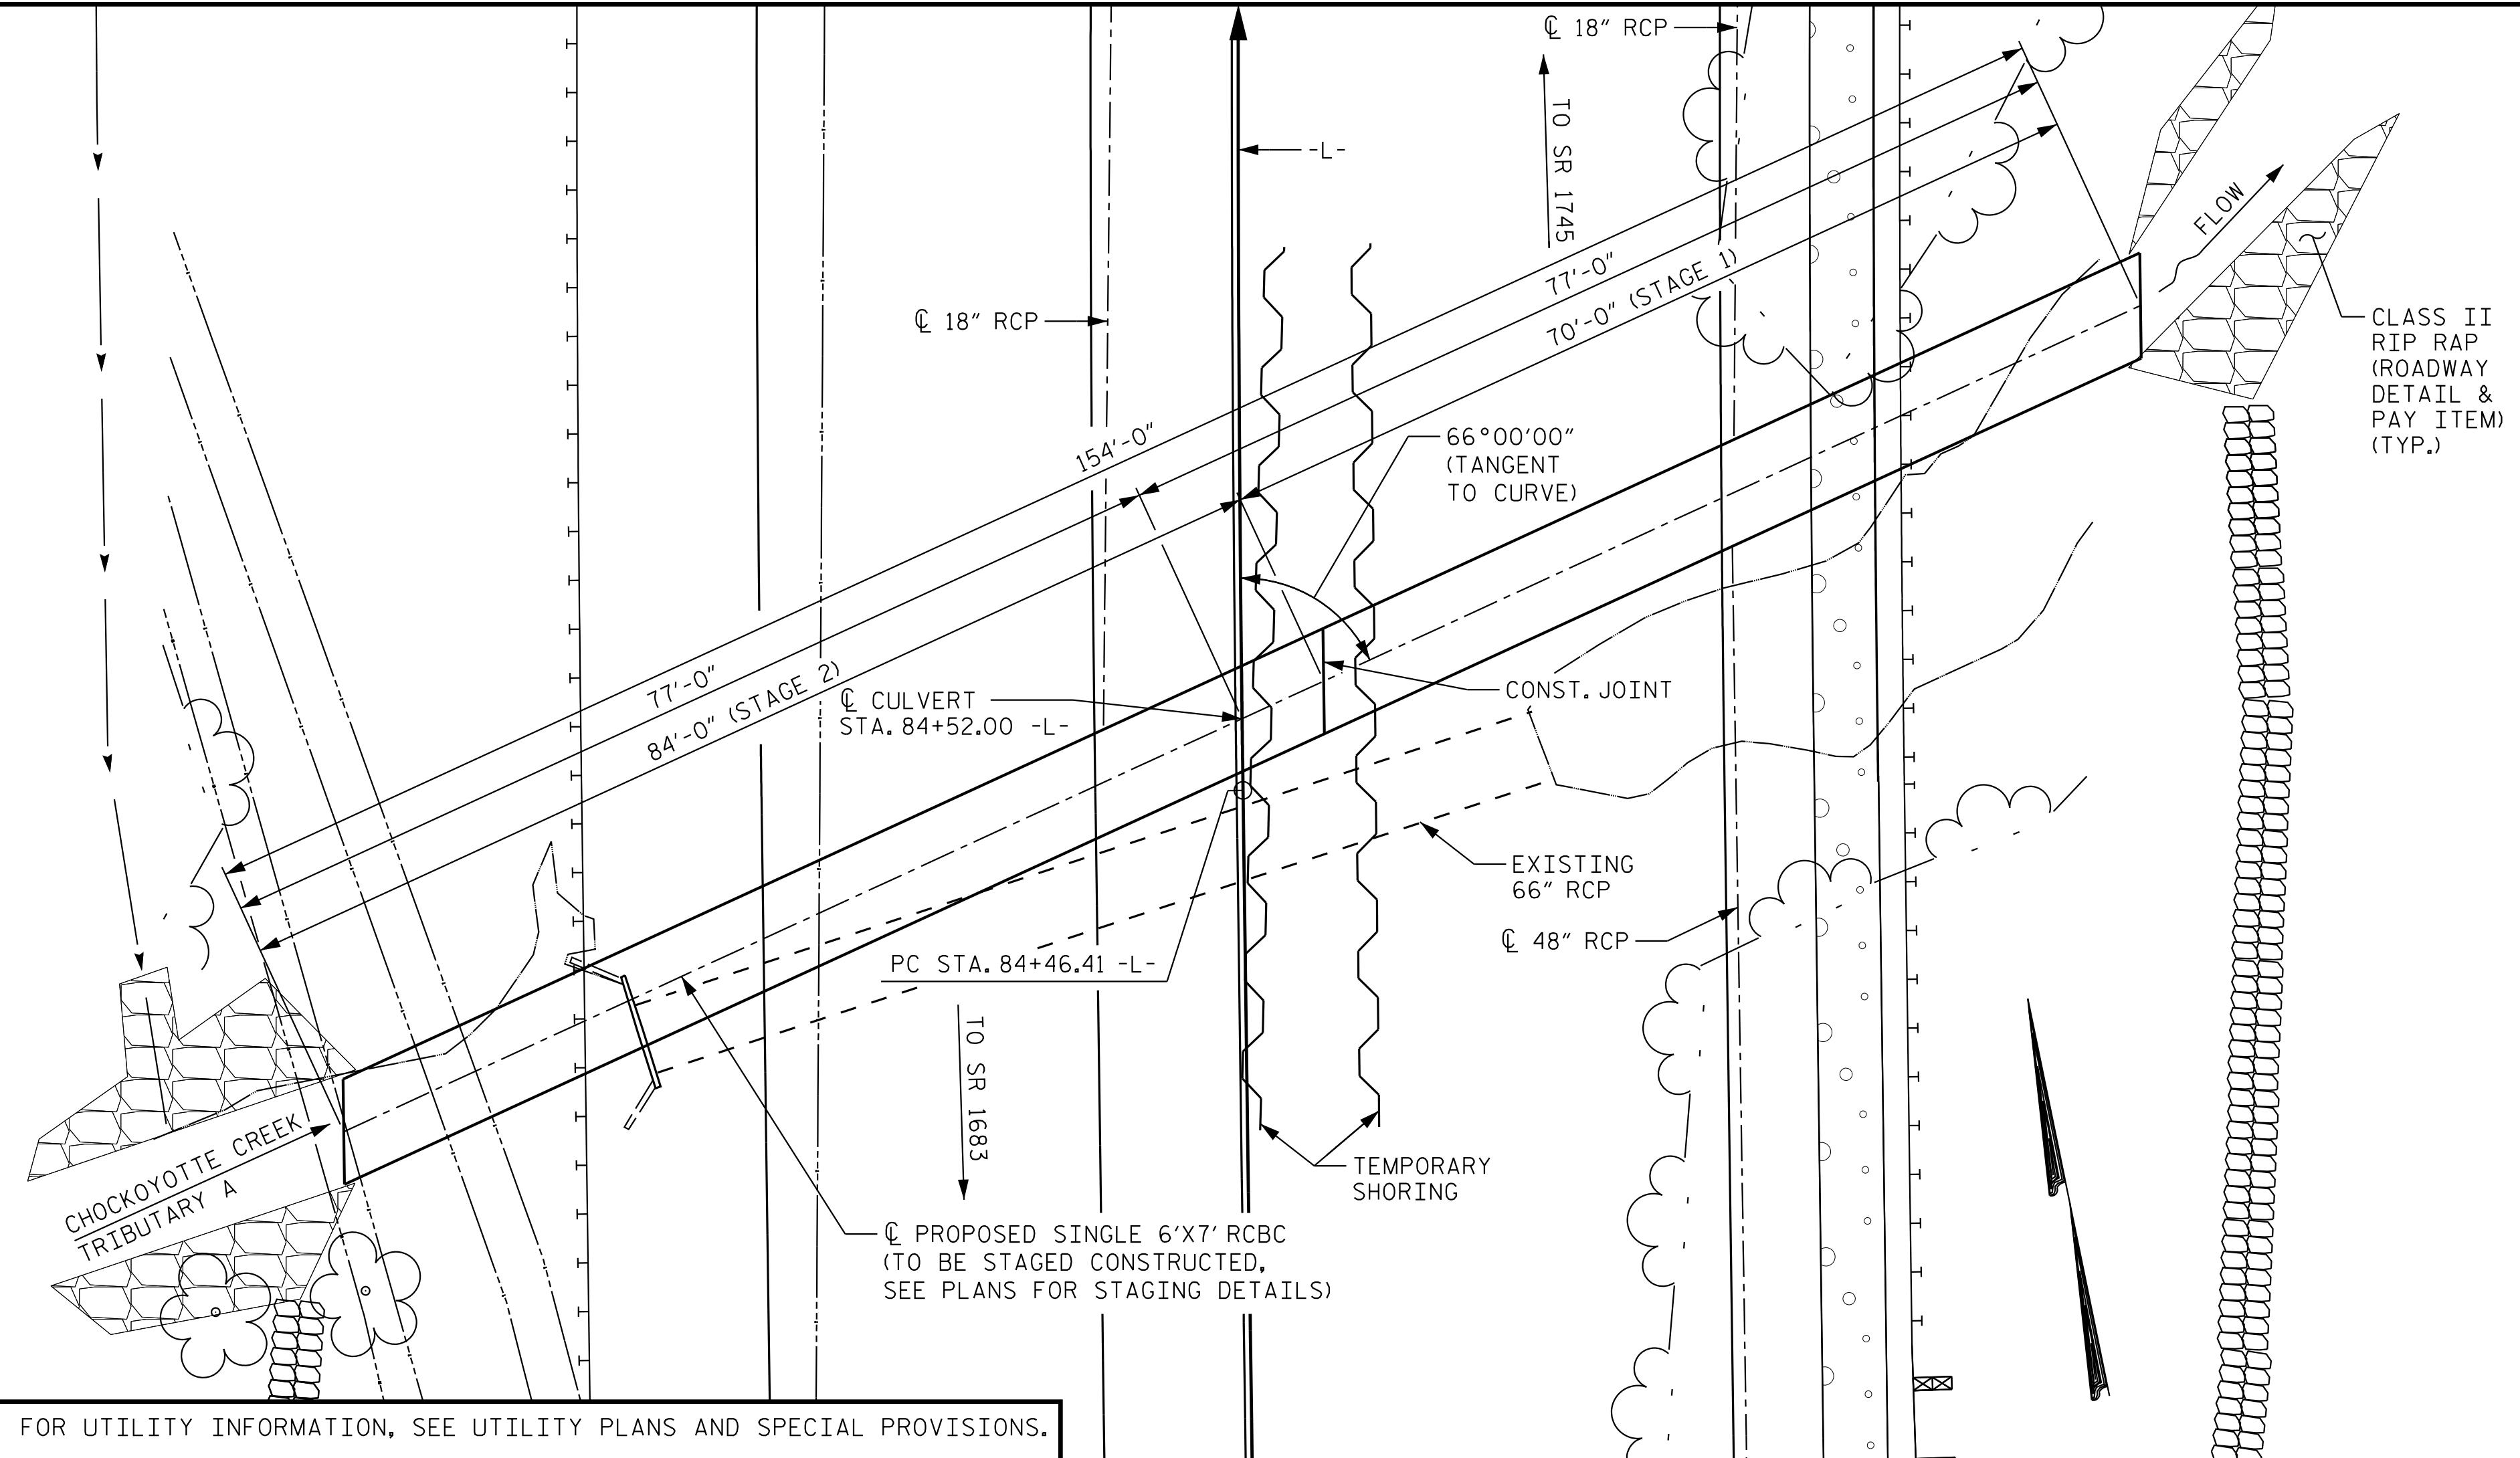 ℄ 18" RCP
TO SR 1745
-L-
FLOW
77'-0"
70'-0" (STAGE 1)
℄ 18" RCP
CLASS II
RIP RAP
(ROADWAY
DETAIL &
PAY ITEM)
(TYP.)
154'-0"
66°00'00"
(TANGENT
TO CURVE)
77'-0"
84'-0" (STAGE 2)
℄ CULVERT
STA. 84+52.00 -L-
CONST. JOINT
EXISTING
66" RCP
℄ 48" RCP
PC STA. 84+46.41 -L-
TO SR 1683
TEMPORARY
SHORING
CHOCKOYOTTE CREEK
TRIBUTARY A
℄ PROPOSED SINGLE 6'X7' RCBC
(TO BE STAGED CONSTRUCTED,
SEE PLANS FOR STAGING DETAILS)
FOR UTILITY INFORMATION, SEE UTILITY PLANS AND SPECIAL PROVISIONS.